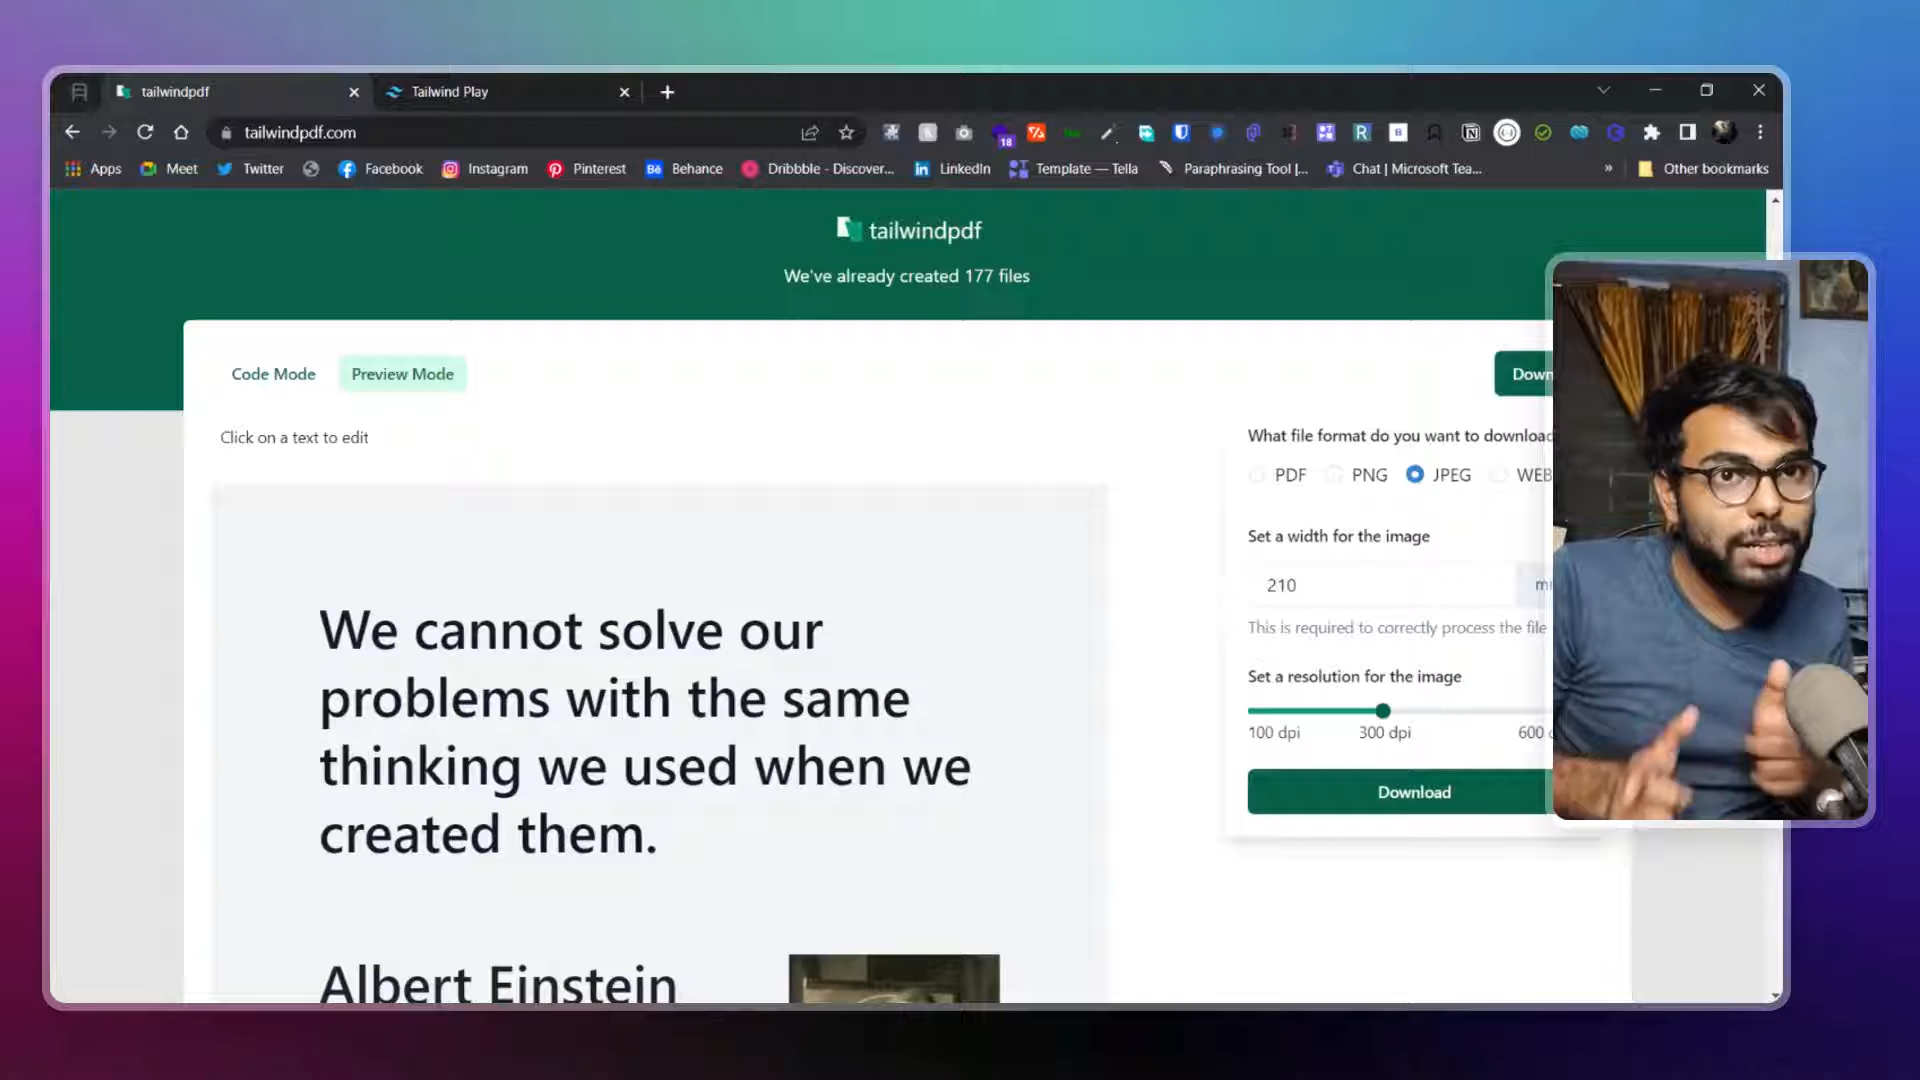 tailwindpdf
Tailwind Play
tailwindpdf.com
18
Apps
Meet
Twitter
Facebook
Instagram
Pinterest
Behance
Dribbble - Discover...
LinkedIn
Template — Tella
Paraphrasing Tool |...
Chat | Microsoft Tea...
»
Other bookmarks
tailwindpdf
We've already created 177 files
Code Mode
Preview Mode
Down
Click on a text to edit
What file format do you want to download
PDF
PNG
JPEG
WEB
Set a width for the image
210
m
This is required to correctly process the file
Set a resolution for the image
100 dpi
300 dpi
600 d
Download
We cannot solve our
problems with the same
thinking we used when we
created them.
Albert Einstein